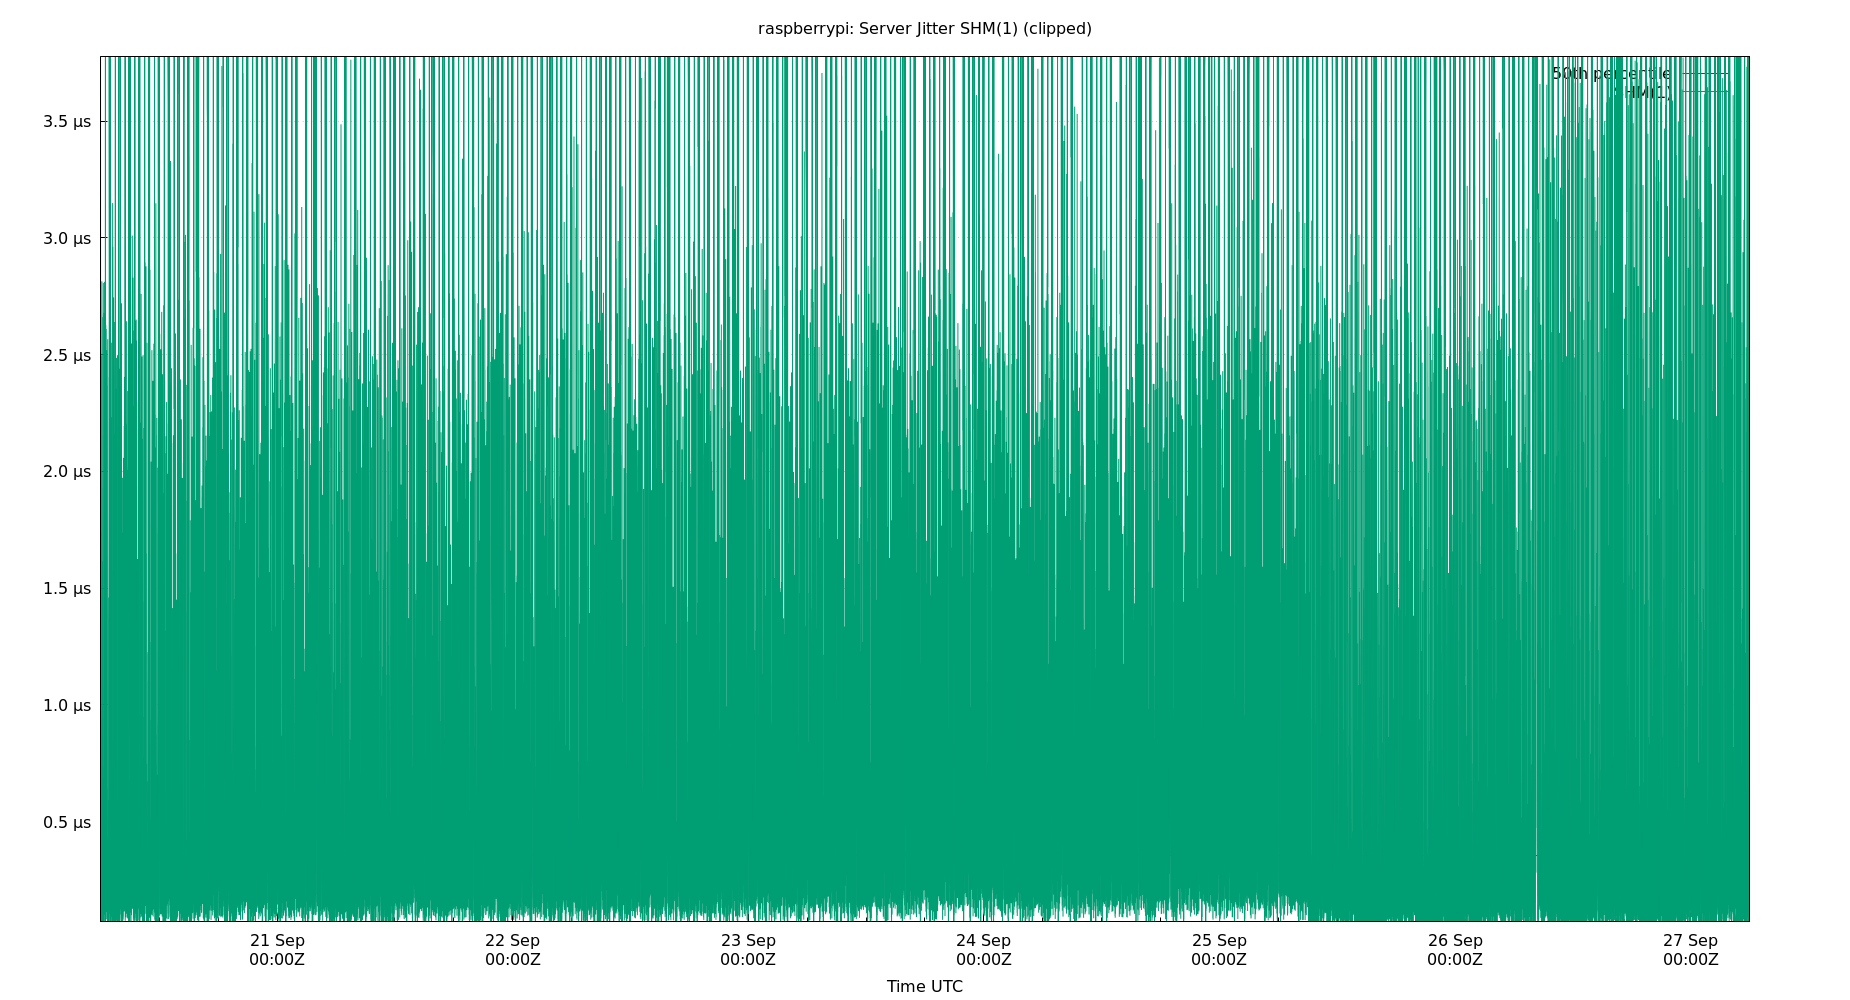 raspberrypi: Server Jitter SHM(1) (clipped)
50th percentile
SHM(1)
3.5 µs
3.0 µs
2.5 µs
2.0 µs
1.5 µs
1.0 µs
0.5 µs
21 Sep 22 Sep 23 Sep 24 Sep 25 Sep 26 Sep 27 Sep
00:00Z 00:00Z 00:00Z 00:00Z 00:00Z 00:00Z 00:00Z
Time UTC